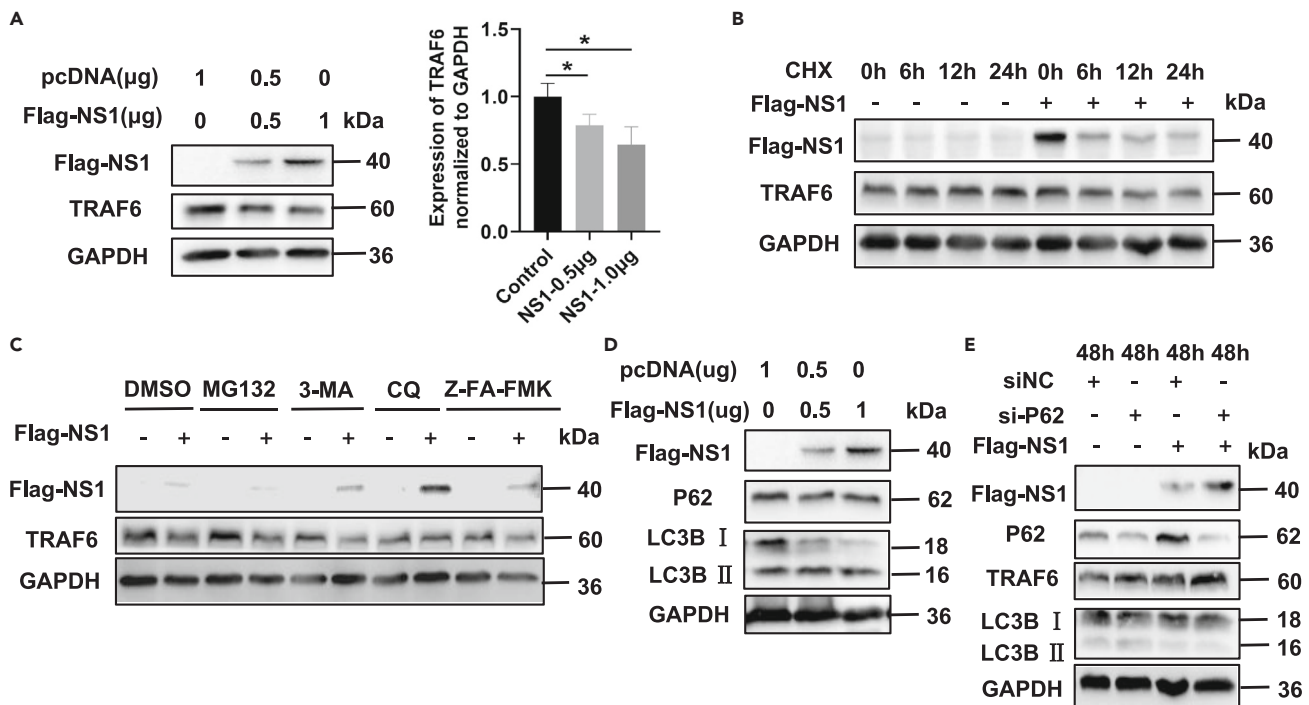 A
pcDNA(μg) 1 0.5 0
Flag-NS1(μg) 0 0.5 1 kDa
Flag-NS1 40
TRAF6 60
GAPDH 36
Expression of TRAF6
normalized to GAPDH
1.5
1.0
0.5
0.0
* 
*
Control
NS1-0.5μg
NS1-1.0μg
B
CHX 0h 6h 12h 24h 0h 6h 12h 24h
Flag-NS1 - - - - + + + + kDa
Flag-NS1 40
TRAF6 60
GAPDH 36
C
DMSO MG132 3-MA CQ Z-FA-FMK
Flag-NS1 - + - + - + - + - + kDa
Flag-NS1 40
TRAF6 60
GAPDH 36
D
pcDNA(ug) 1 0.5 0
Flag-NS1(ug) 0 0.5 1 kDa
Flag-NS1 40
P62 62
LC3B Ⅰ 18
LC3B Ⅱ 16
GAPDH 36
E
48h 48h 48h 48h
siNC + - + -
si-P62 - + - +
Flag-NS1 - - + + kDa
Flag-NS1 40
P62 62
TRAF6 60
LC3B Ⅰ 18
LC3B Ⅱ 16
GAPDH 36